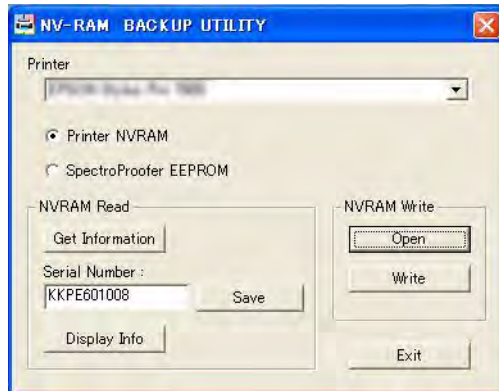 NV-RAM BACKUP UTILITY
Printer
Printer NVRAM
SpectroProofer EEPROM
NVRAM Read
Get Information
Serial Number :
KKPE601008
Save
Display Info
NVRAM Write
Open
Write
Exit